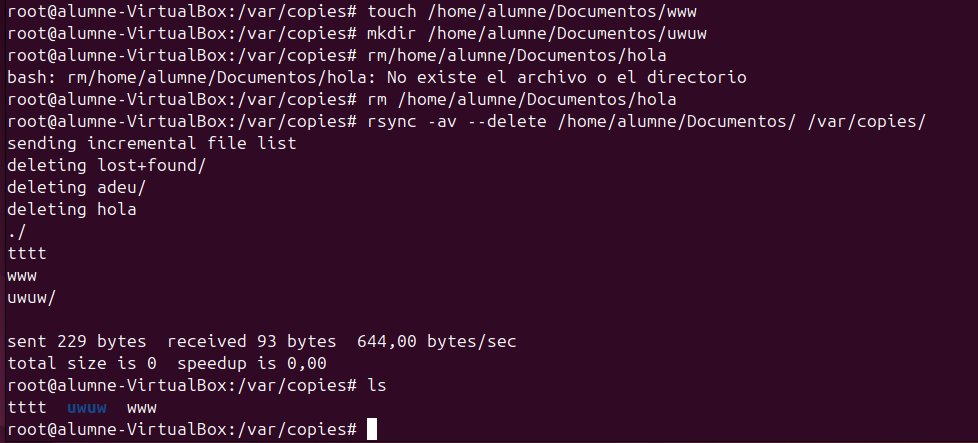 root@alumne-VirtualBox:/var/copies# touch /home/alumne/Documentos/www
root@alumne-VirtualBox:/var/copies# mkdir /home/alumne/Documentos/uwuw
root@alumne-VirtualBox:/var/copies# rm/home/alumne/Documentos/hola
bash: rm/home/alumne/Documentos/hola: No existe el archivo o el directorio
root@alumne-VirtualBox:/var/copies# rm /home/alumne/Documentos/hola
root@alumne-VirtualBox:/var/copies# rsync -av --delete /home/alumne/Documentos/ /var/copies/
sending incremental file list
deleting lost+found/
deleting adeu/
deleting hola
./
tttt
www
uwuw/

sent 229 bytes  received 93 bytes  644,00 bytes/sec
total size is 0  speedup is 0,00
root@alumne-VirtualBox:/var/copies# ls
tttt  uwuw  www
root@alumne-VirtualBox:/var/copies#